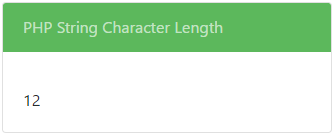 PHP String Character Length
12